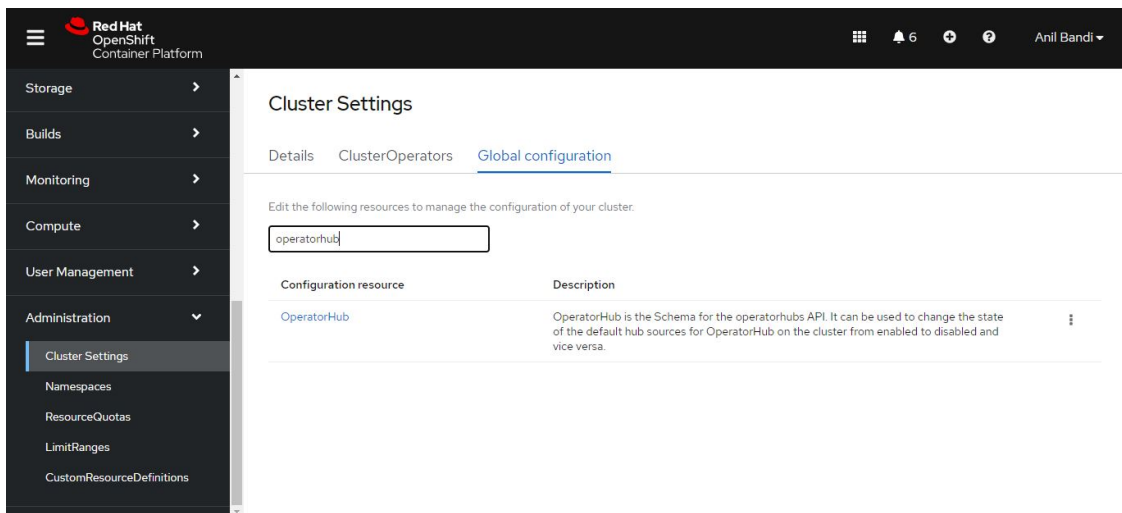 Red Hat
OpenShift
Container Platform
6
Anil Bandi
Storage
Builds
Monitoring
Compute
User Management
Administration
Cluster Settings
Namespaces
ResourceQuotas
LimitRanges
CustomResourceDefinitions
Cluster Settings
Details ClusterOperators Global configuration
Edit the following resources to manage the configuration of your cluster.
operatorhub
Configuration resource Description
OperatorHub OperatorHub is the Schema for the operatorhubs API. It can be used to change the state
of the default hub sources for OperatorHub on the cluster from enabled to disabled and
vice versa.